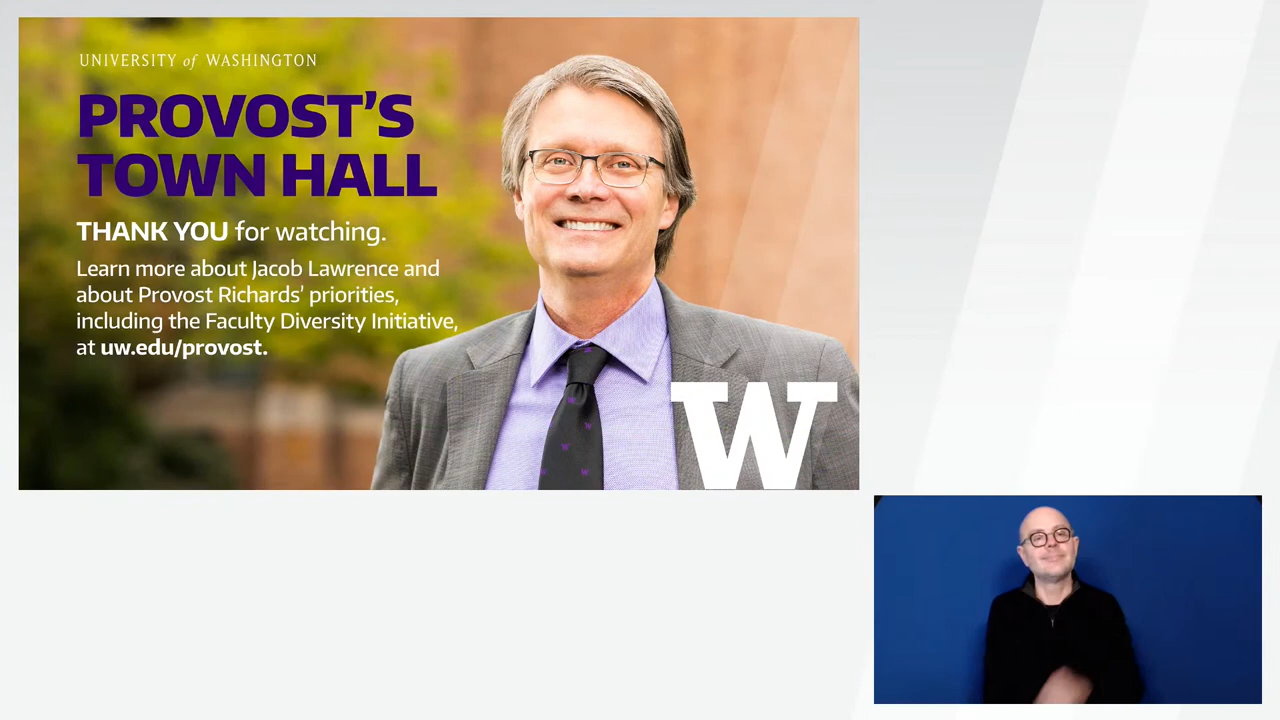 UNIVERSITY of WASHINGTON
PROVOST’S
TOWN HALL
THANK YOU for watching.
Learn more about Jacob Lawrence and
about Provost Richards’ priorities,
including the Faculty Diversity Initiative,
at uw.edu/provost.
W